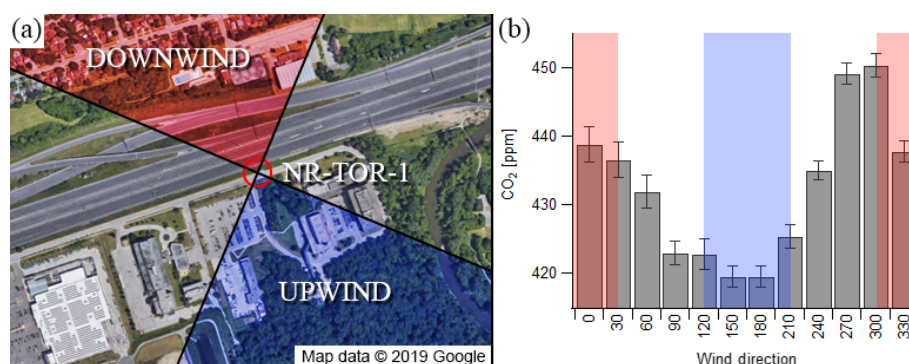 (a)
DOWNWIND
NR-TOR-1
UPWIND
Map data © 2019 Google
(b)
CO2 [ppm]
450
440
430
420
0
30
60
90
120
150
180
210
240
270
300
330
Wind direction